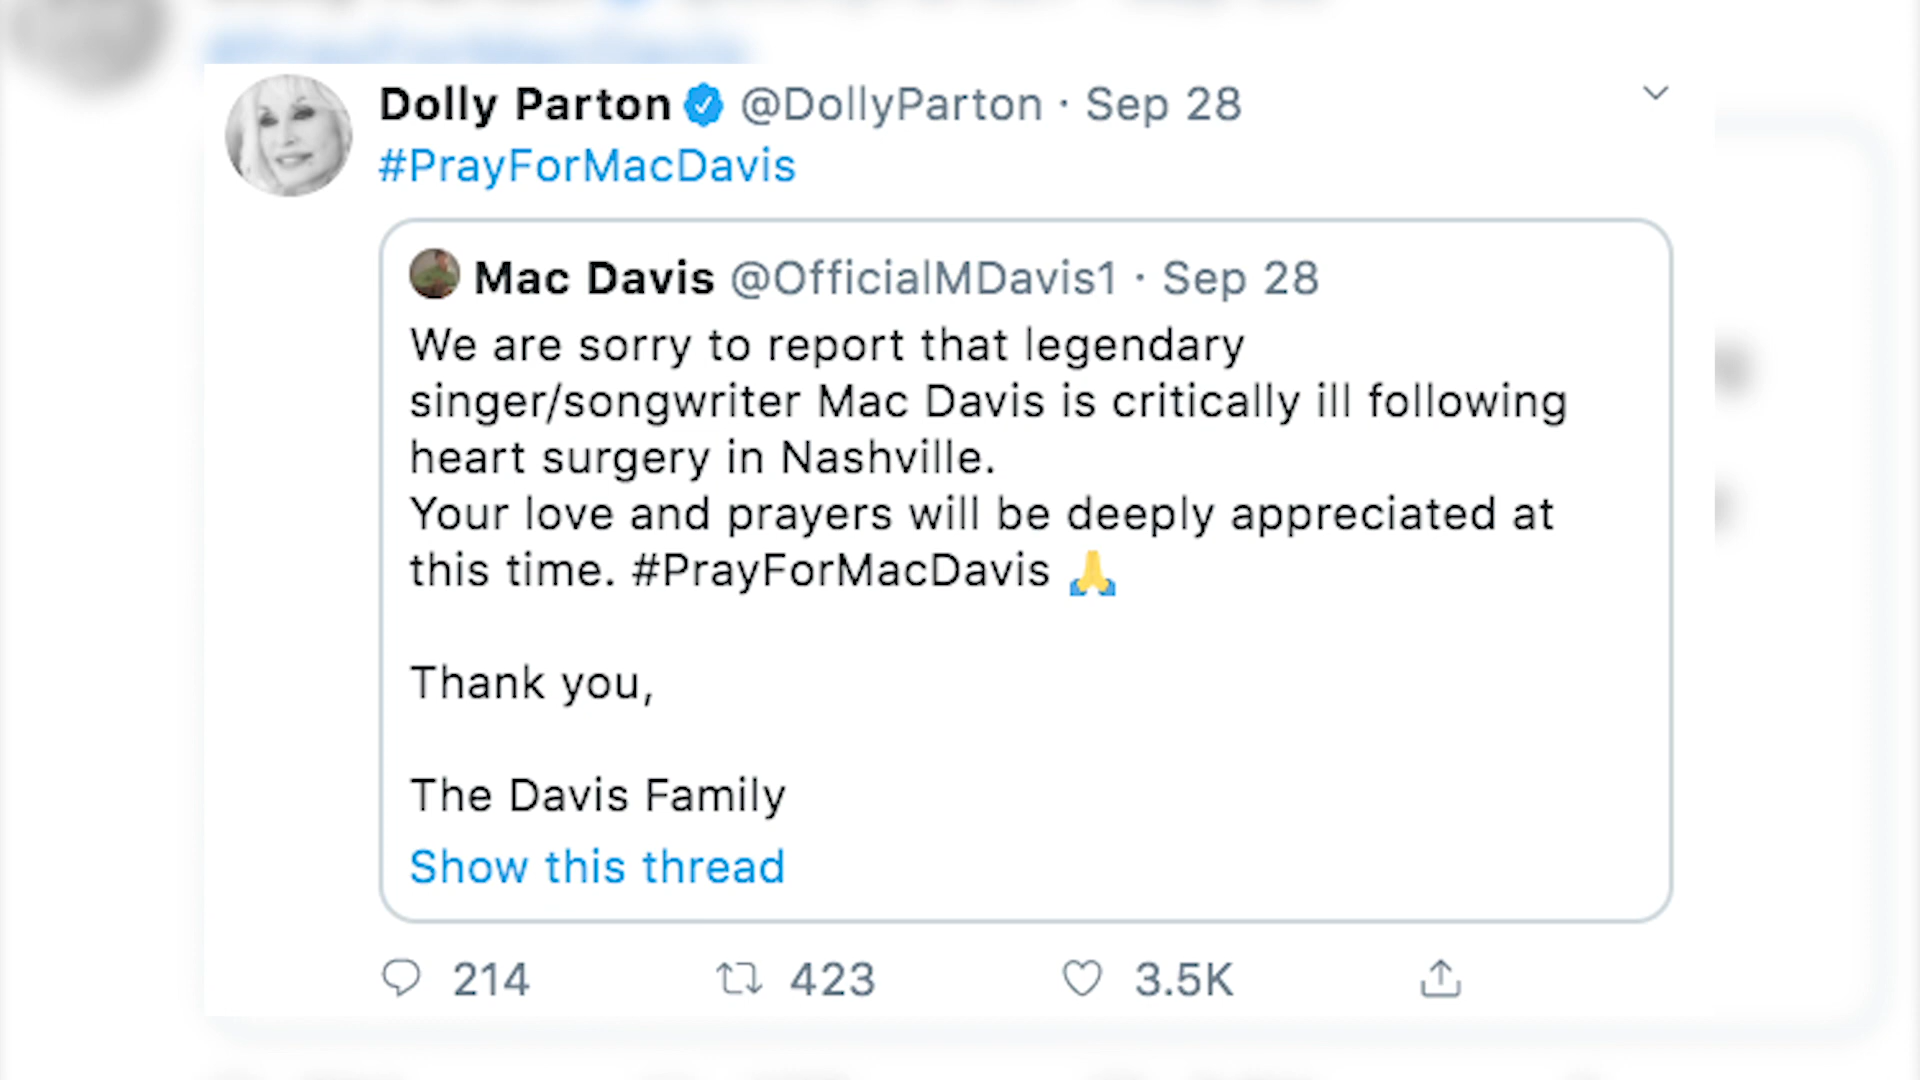 Dolly Parton @DollyParton · Sep 28
#PrayForMacDavis
Mac Davis @OfficialMDavis1 · Sep 28
We are sorry to report that legendary
singer/songwriter Mac Davis is critically ill following
heart surgery in Nashville.
Your love and prayers will be deeply appreciated at
this time. #PrayForMacDavis 🙏
Thank you,
The Davis Family
Show this thread
214 423 3.5K